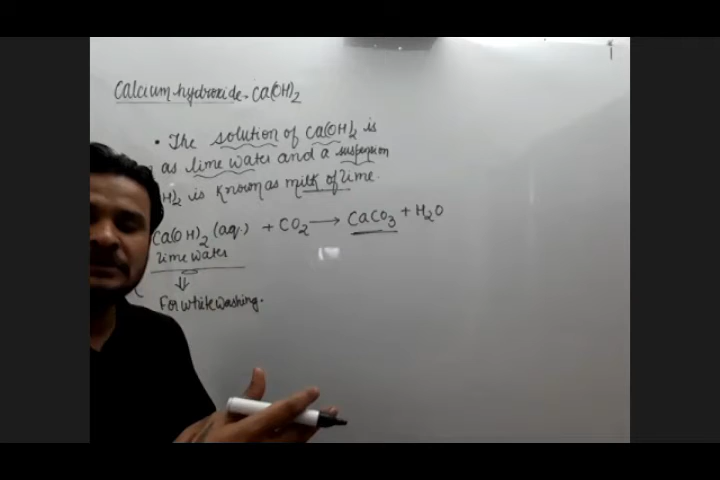 Calcium hydroxide - Ca(OH)2
• The solution of Ca(OH)2 is
as lime water and a suspension
H)2 is known as milk of lime.
Ca(OH)2 (aq.) + CO2 → CaCO3 + H2O
lime water
⇓
For white washing.